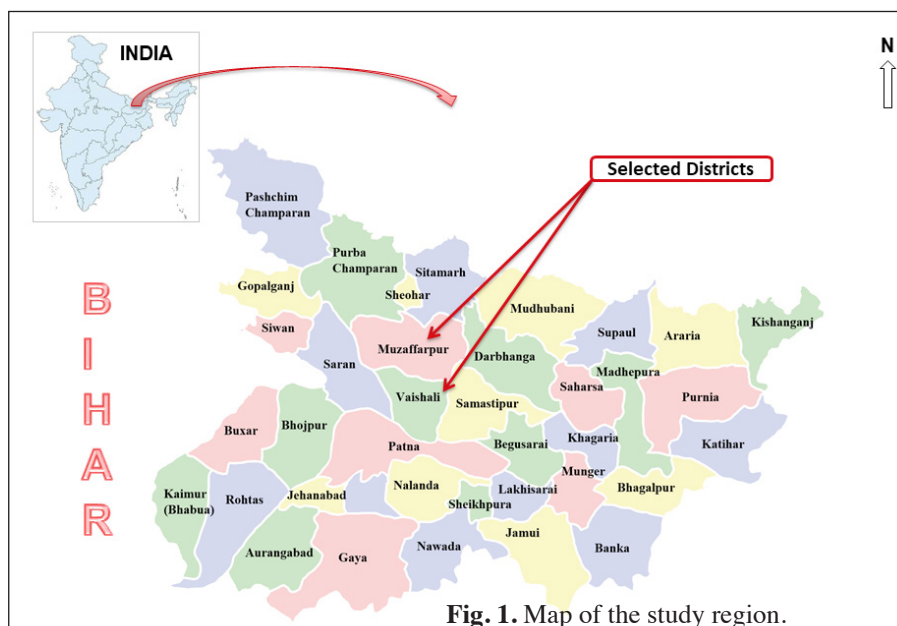 INDIA
N
Selected Districts
Pashchim
Champaran
Purba
Champaran
Sitamarh
Gopalganj
Sheohar
Mudhubani
Kishanganj
Siwan
Supaul
Araria
Muzaffarpur
Darbhanga
Saran
Madhepura
Saharsa
Vaishali
Purnia
Samastipur
Buxar
Bhojpur
Begusarai
Khagaria
Katihar
Patna
Munger
Kaimur
(Bhabua)
Rohtas
Jehanabad
Nalanda
Lakhisarai
Bhagalpur
Sheikhpura
Jamui
Aurangabad
Gaya
Nawada
Banka
BIHAR
Fig. 1. Map of the study region.